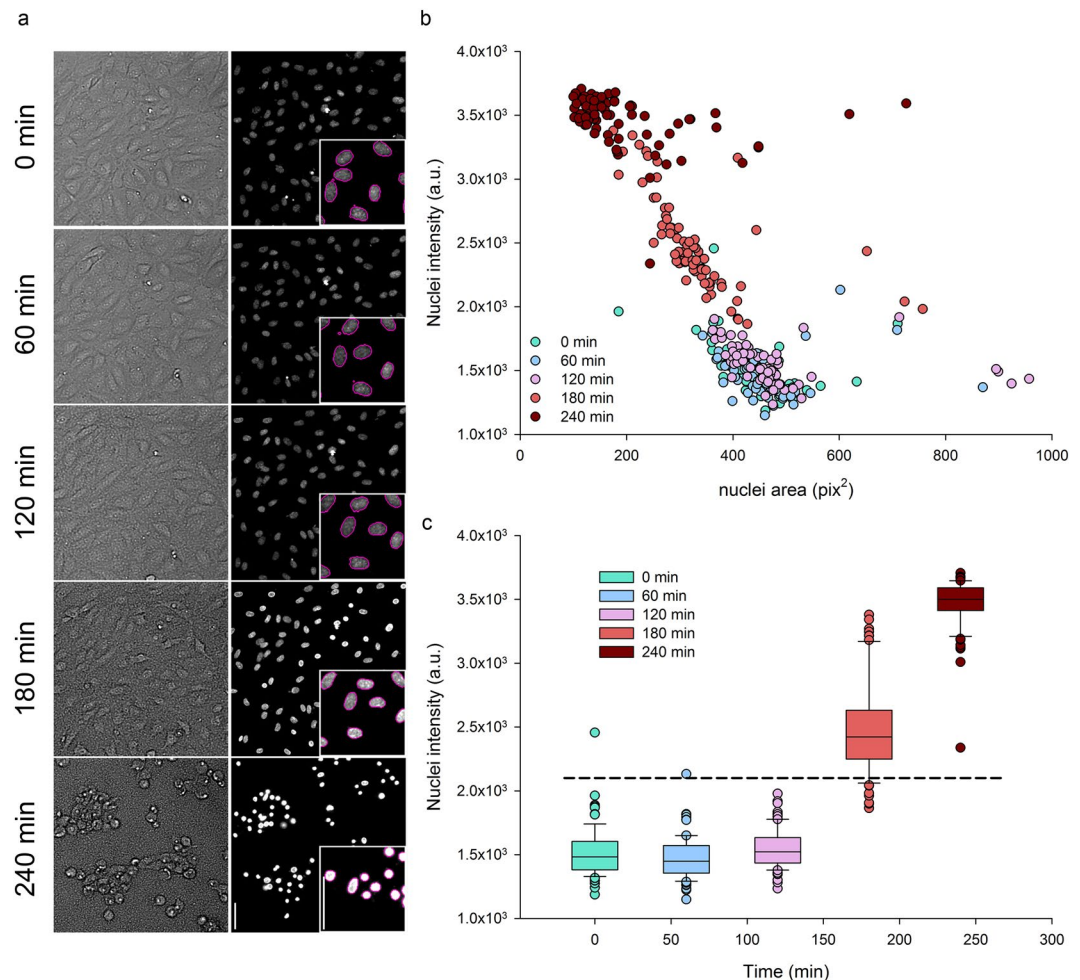 a
0 min
60 min
120 min
180 min
240 min
b
4.0x10³
3.5x10³
3.0x10³
2.5x10³
2.0x10³
1.5x10³
1.0x10³
Nuclei intensity (a.u.)
0 min
60 min
120 min
180 min
240 min
0 200 400 600 800 1000
nuclei area (pix²)
c
4.0x10³
3.5x10³
3.0x10³
2.5x10³
2.0x10³
1.5x10³
1.0x10³
Nuclei intensity (a.u.)
0 min
60 min
120 min
180 min
240 min
0 50 100 150 200 250 300
Time (min)